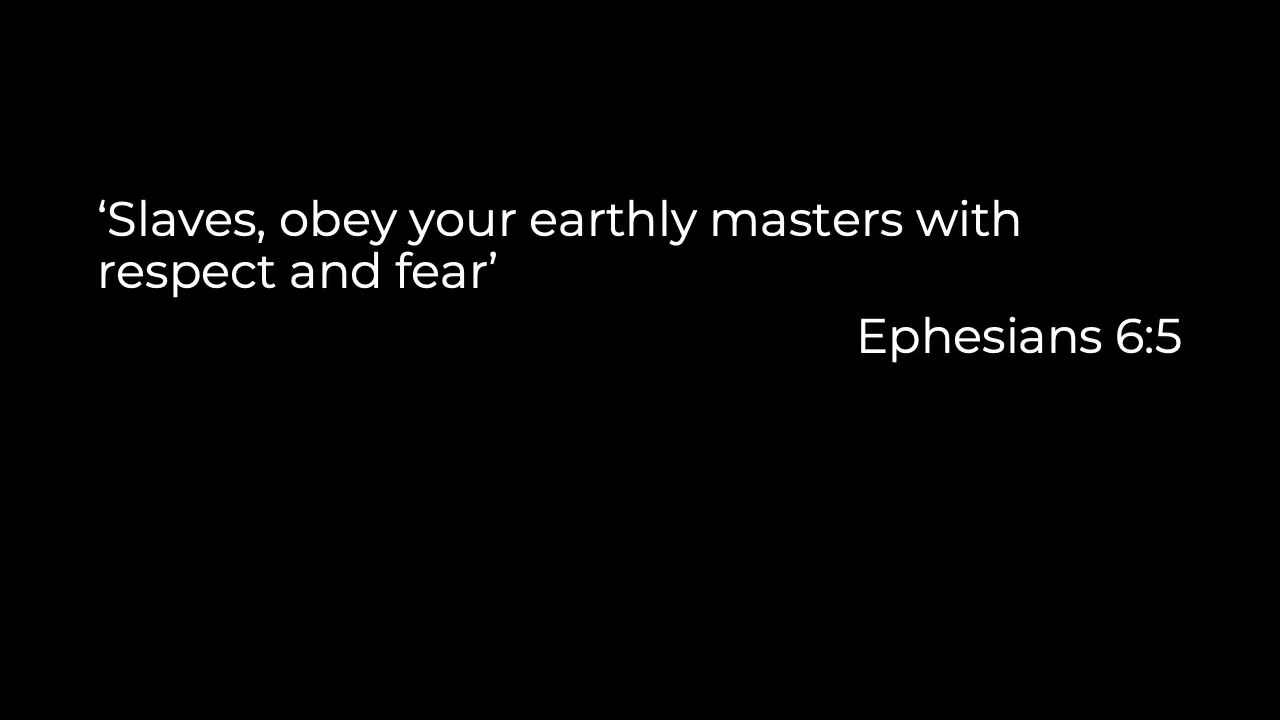 ‘Slaves, obey your earthly masters with
respect and fear’
Ephesians 6:5